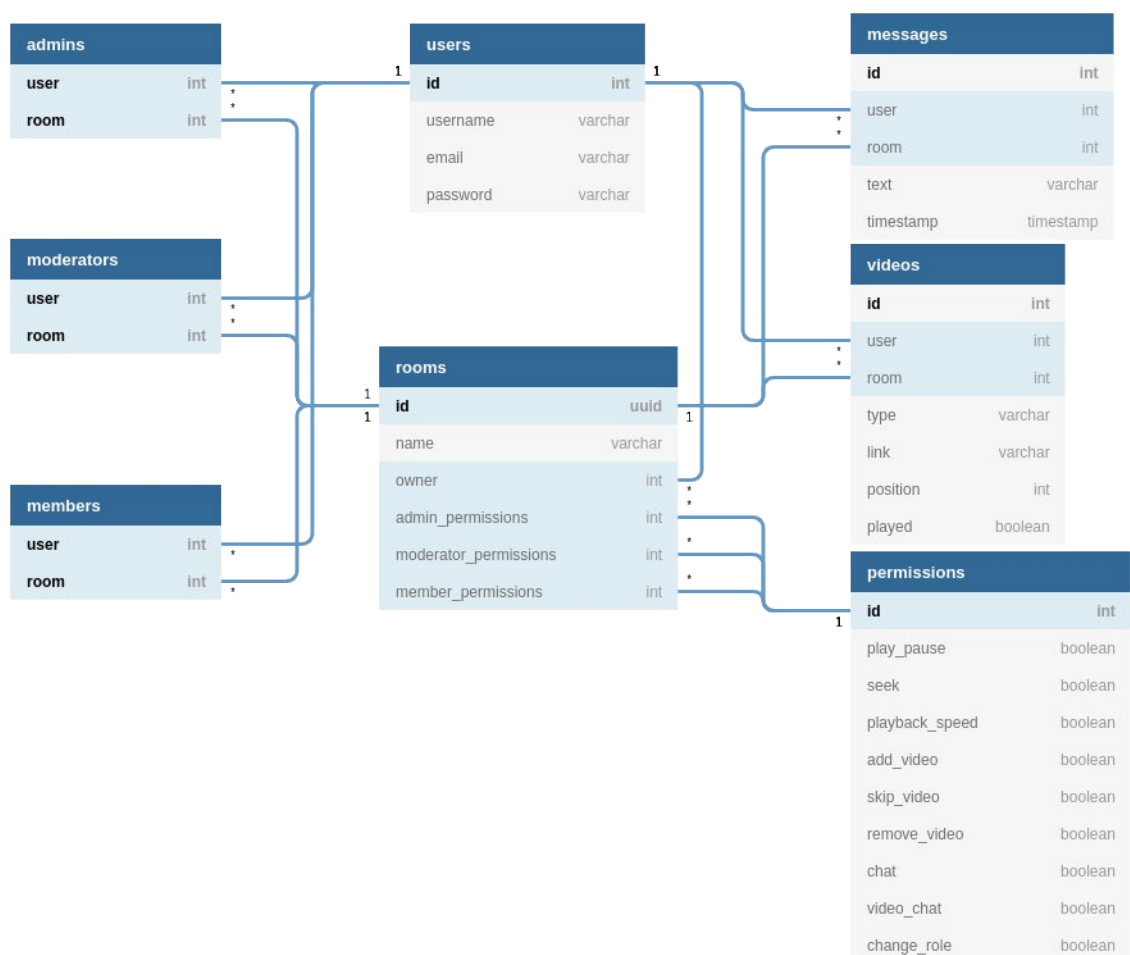 admins
user int
room int
moderators
user int
room int
members
user int
room int
users
id int
username varchar
email varchar
password varchar
rooms
id uuid
name varchar
owner int
admin_permissions int
moderator_permissions int
member_permissions int
messages
id int
user int
room int
text varchar
timestamp timestamp
videos
id int
user int
room int
type varchar
link varchar
position int
played boolean
permissions
id int
play_pause boolean
seek boolean
playback_speed boolean
add_video boolean
skip_video boolean
remove_video boolean
chat boolean
video_chat boolean
change_role boolean
*
*
*
*
*
*
1
1
1
1
1
*
*
*
*
*
*
*
*
1